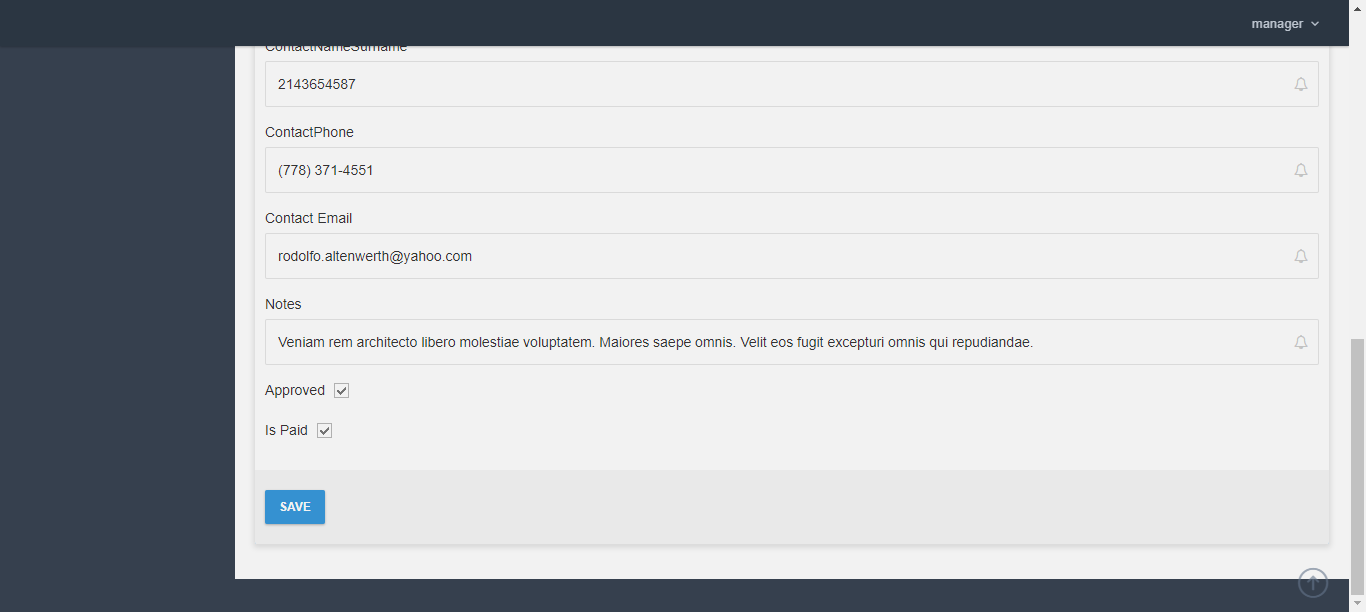 manager
ContactNameSurname
2143654587
ContactPhone
(778) 371-4551
Contact Email
rodolfo.altenwerth@yahoo.com
Notes
Veniam rem architecto libero molestiae voluptatem. Maiores saepe omnis. Velit eos fugit excepturi omnis qui repudiandae.
Approved
Is Paid
SAVE